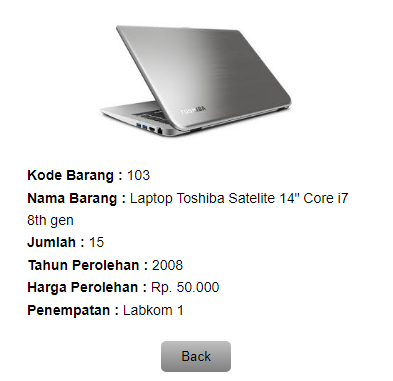 TOSHIBA
Kode Barang : 103
Nama Barang : Laptop Toshiba Satelite 14" Core i7
8th gen
Jumlah : 15
Tahun Perolehan : 2008
Harga Perolehan : Rp. 50.000
Penempatan : Labkom 1
Back